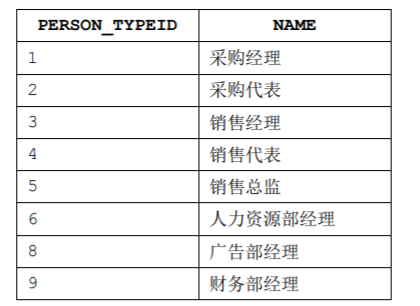 PERSON_TYPEID NAME
1 采购经理
2 采购代表
3 销售经理
4 销售代表
5 销售总监
6 人力资源部经理
8 广告部经理
9 财务部经理